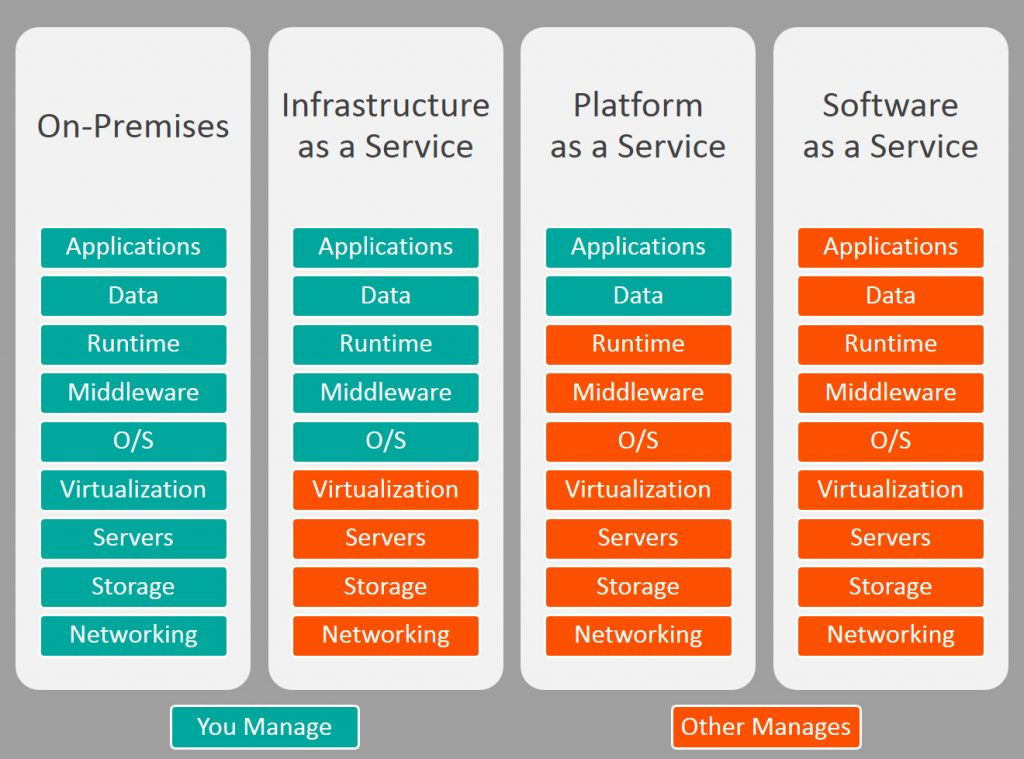 On-Premises
Applications
Data
Runtime
Middleware
O/S
Virtualization
Servers
Storage
Networking
Infrastructure
as a Service
Applications
Data
Runtime
Middleware
O/S
Virtualization
Servers
Storage
Networking
Platform
as a Service
Applications
Data
Runtime
Middleware
O/S
Virtualization
Servers
Storage
Networking
Software
as a Service
Applications
Data
Runtime
Middleware
O/S
Virtualization
Servers
Storage
Networking
You Manage
Other Manages